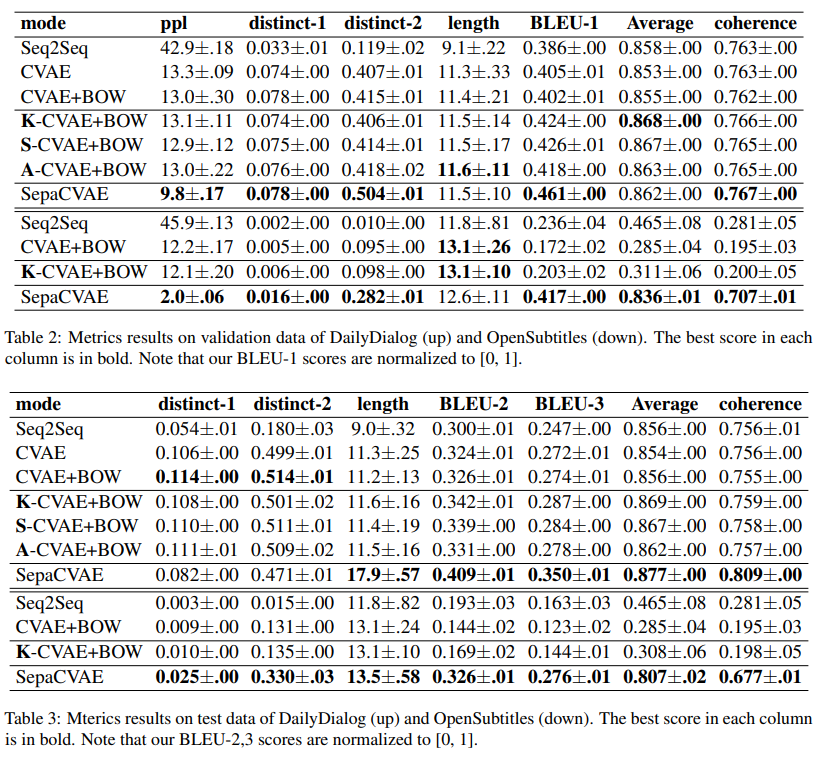 mode ppl distinct-1 distinct-2 length BLEU-1 Average coherence
Seq2Seq 42.9±.18 0.033±.01 0.119±.02 9.1±.22 0.386±.00 0.858±.00 0.763±.00
CVAE 13.3±.09 0.074±.00 0.407±.01 11.3±.33 0.405±.01 0.853±.00 0.763±.00
CVAE+BOW 13.0±.30 0.078±.00 0.415±.01 11.4±.21 0.402±.01 0.855±.00 0.762±.00
K-CVAE+BOW 13.1±.11 0.074±.00 0.406±.01 11.5±.14 0.424±.00 0.868±.00 0.766±.00
S-CVAE+BOW 12.9±.12 0.075±.00 0.414±.01 11.5±.17 0.426±.01 0.867±.00 0.765±.00
A-CVAE+BOW 13.0±.22 0.076±.00 0.418±.02 11.6±.11 0.418±.00 0.863±.00 0.765±.00
SepaCVAE 9.8±.17 0.078±.00 0.504±.01 11.5±.10 0.461±.00 0.862±.00 0.767±.00
Seq2Seq 45.9±.13 0.002±.00 0.010±.00 11.8±.81 0.236±.04 0.465±.08 0.281±.05
CVAE+BOW 12.2±.17 0.005±.00 0.095±.00 13.1±.26 0.172±.02 0.285±.04 0.195±.03
K-CVAE+BOW 12.1±.20 0.006±.00 0.098±.00 13.1±.10 0.203±.02 0.311±.06 0.200±.05
SepaCVAE 2.0±.06 0.016±.00 0.282±.01 12.6±.11 0.417±.00 0.836±.01 0.707±.01
Table 2: Metrics results on validation data of DailyDialog (up) and OpenSubtitles (down). The best score in each
column is in bold. Note that our BLEU-1 scores are normalized to [0, 1].
mode distinct-1 distinct-2 length BLEU-2 BLEU-3 Average coherence
Seq2Seq 0.054±.01 0.180±.03 9.0±.32 0.300±.01 0.247±.00 0.856±.00 0.756±.01
CVAE 0.106±.00 0.499±.01 11.3±.25 0.324±.01 0.272±.01 0.854±.00 0.756±.00
CVAE+BOW 0.114±.00 0.514±.01 11.2±.13 0.326±.01 0.274±.01 0.856±.00 0.755±.00
K-CVAE+BOW 0.108±.00 0.501±.02 11.6±.16 0.342±.01 0.287±.00 0.869±.00 0.759±.00
S-CVAE+BOW 0.110±.00 0.511±.01 11.4±.19 0.339±.00 0.284±.00 0.867±.00 0.758±.00
A-CVAE+BOW 0.111±.01 0.509±.02 11.5±.16 0.331±.00 0.278±.00 0.862±.00 0.757±.00
SepaCVAE 0.082±.00 0.471±.01 17.9±.57 0.409±.01 0.350±.01 0.877±.00 0.809±.00
Seq2Seq 0.003±.00 0.015±.00 11.8±.82 0.193±.03 0.163±.03 0.465±.08 0.281±.05
CVAE+BOW 0.009±.00 0.131±.00 13.1±.24 0.144±.02 0.123±.02 0.285±.04 0.195±.03
K-CVAE+BOW 0.010±.00 0.135±.00 13.1±.10 0.169±.02 0.144±.01 0.308±.06 0.198±.05
SepaCVAE 0.025±.00 0.330±.03 13.5±.58 0.326±.01 0.276±.01 0.807±.02 0.677±.01
Table 3: Mterics results on test data of DailyDialog (up) and OpenSubtitles (down). The best score in each column
is in bold. Note that our BLEU-2,3 scores are normalized to [0, 1].